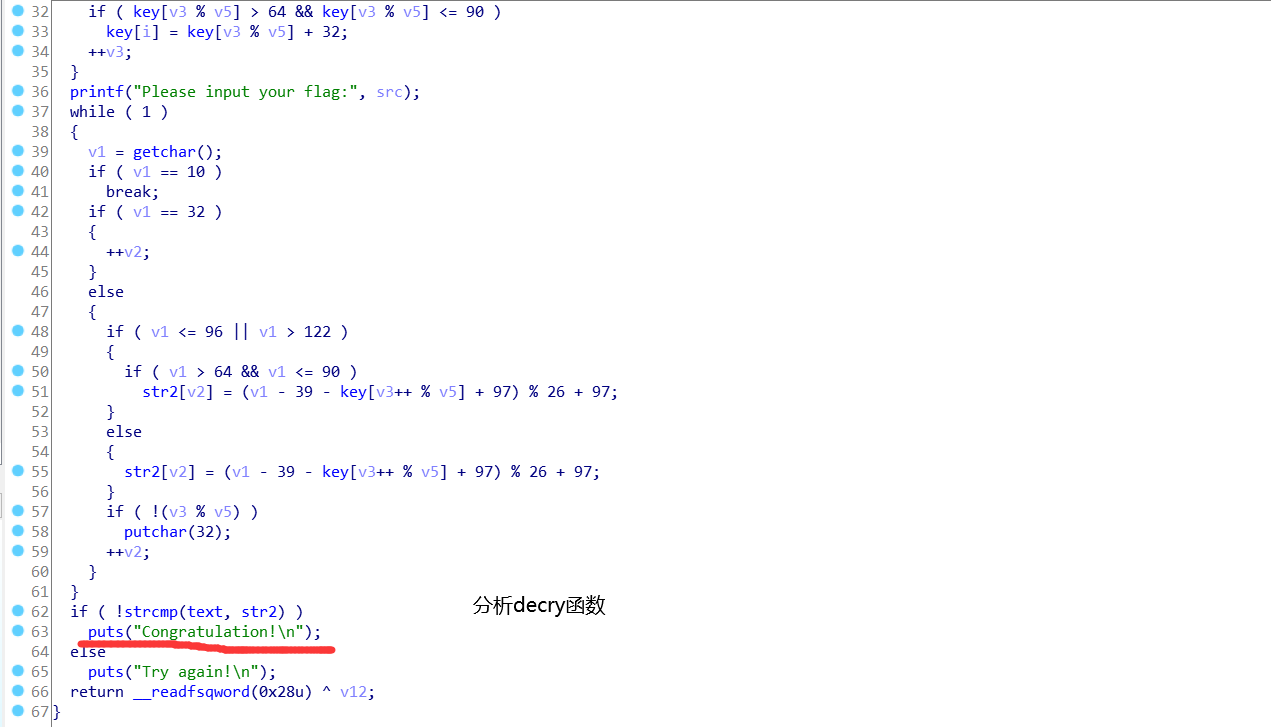 32 if ( key[v3 % v5] > 64 && key[v3 % v5] <= 90 )
33 key[i] = key[v3 % v5] + 32;
34 ++v3;
35 }
36 printf("Please input your flag:", src);
37 while ( 1 )
38 {
39 v1 = getchar();
40 if ( v1 == 10 )
41 break;
42 if ( v1 == 32 )
43 {
44 ++v2;
45 }
46 else
47 {
48 if ( v1 <= 96 || v1 > 122 )
49 {
50 if ( v1 > 64 && v1 <= 90 )
51 str2[v2] = (v1 - 39 - key[v3++ % v5] + 97) % 26 + 97;
52 }
53 else
54 {
55 str2[v2] = (v1 - 39 - key[v3++ % v5] + 97) % 26 + 97;
56 }
57 if ( !(v3 % v5) )
58 putchar(32);
59 ++v2;
60 }
61 }
分析decry函数
62 if ( !strcmp(text, str2) )
63 puts("Congratulation!\n");
64 else
65 puts("Try again!\n");
66 return __readfsqword(0x28u) ^ v12;
67 }